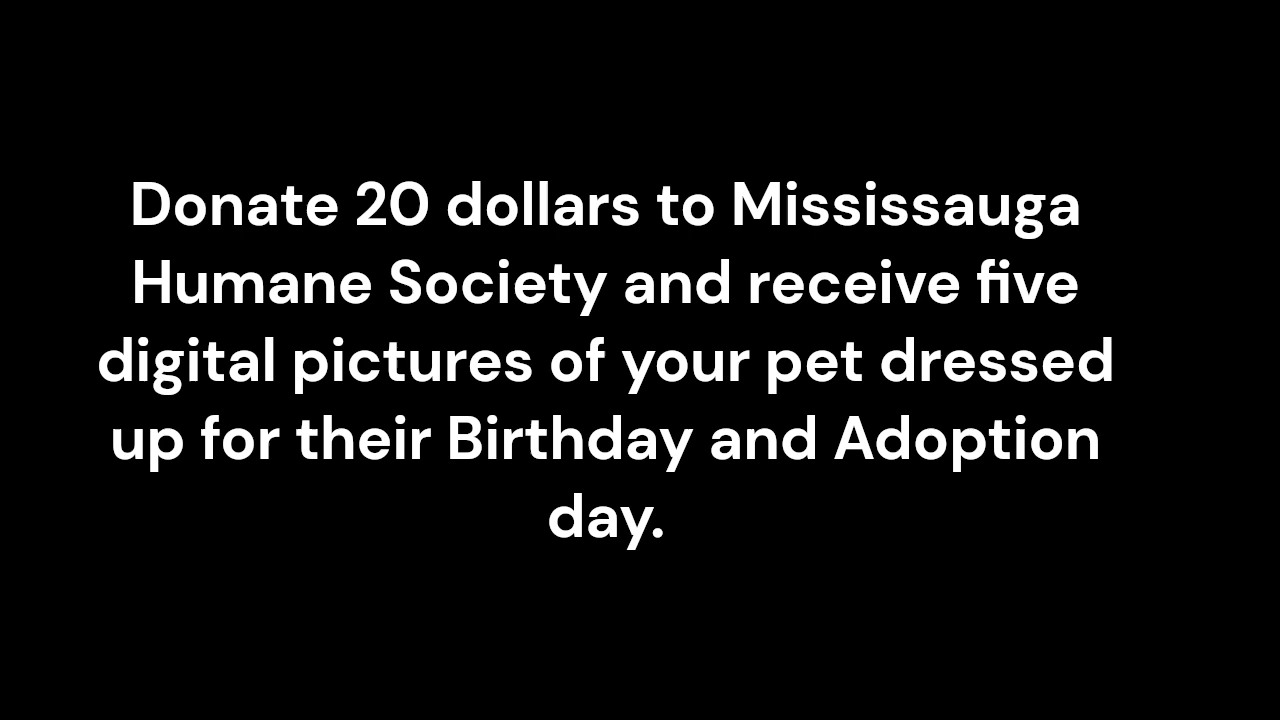 Donate 20 dollars to Mississauga
Humane Society and receive five
digital pictures of your pet dressed
up for their Birthday and Adoption
day.